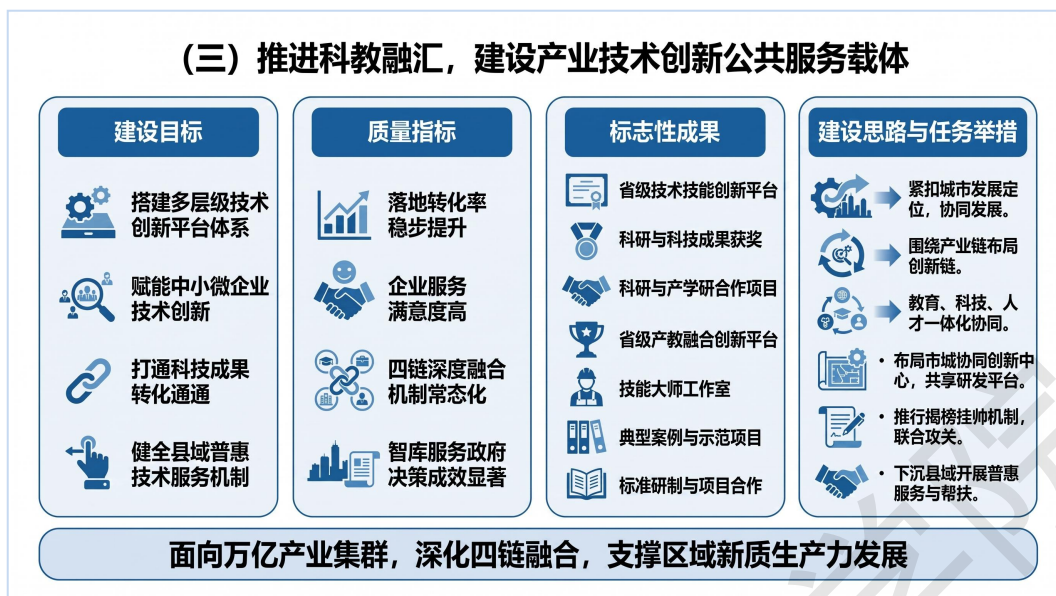 （三）推进科教融汇，建设产业技术创新公共服务载体
建设目标
搭建多层级技术
创新平台体系
赋能中小微企业
技术创新
打通科技成果
转化通通
健全县域普惠
技术服务机制
质量指标
落地转化率
稳步提升
企业服务
满意度高
四链深度融合
机制常态化
智库服务政府
决策成效显著
标志性成果
省级技术技能创新平台
科研与科技成果获奖
科研与产学研合作项目
省级产教融合创新平台
技能大师工作室
典型案例与示范项目
标准研制与项目合作
建设思路与任务举措
紧扣城市发展定
位，协同发展。
围绕产业链布局
创新链。
教育、科技、人
才一体化协同。
• 布局市域协同创新中
心，共享研发平台。
• 推行揭榜挂帅机制，
联合攻关。
• 下沉县域开展普惠
服务与帮扶。
面向万亿产业集群，深化四链融合，支撑区域新质生产力发展
学院